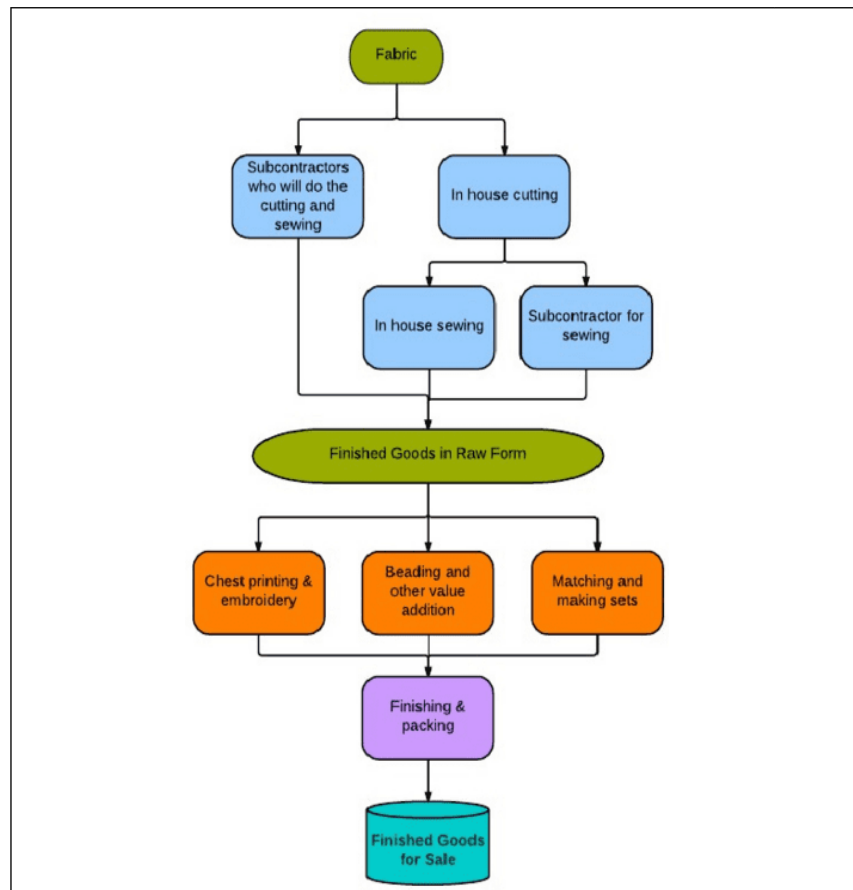 Fabric
Subcontractors
who will do the
cutting and
sewing
In house cutting
In house sewing
Subcontractor for
sewing
Finished Goods in Raw Form
Chest printing &
embroidery
Beading and
other value
addition
Matching and
making sets
Finishing &
packing
Finished Goods
for Sale